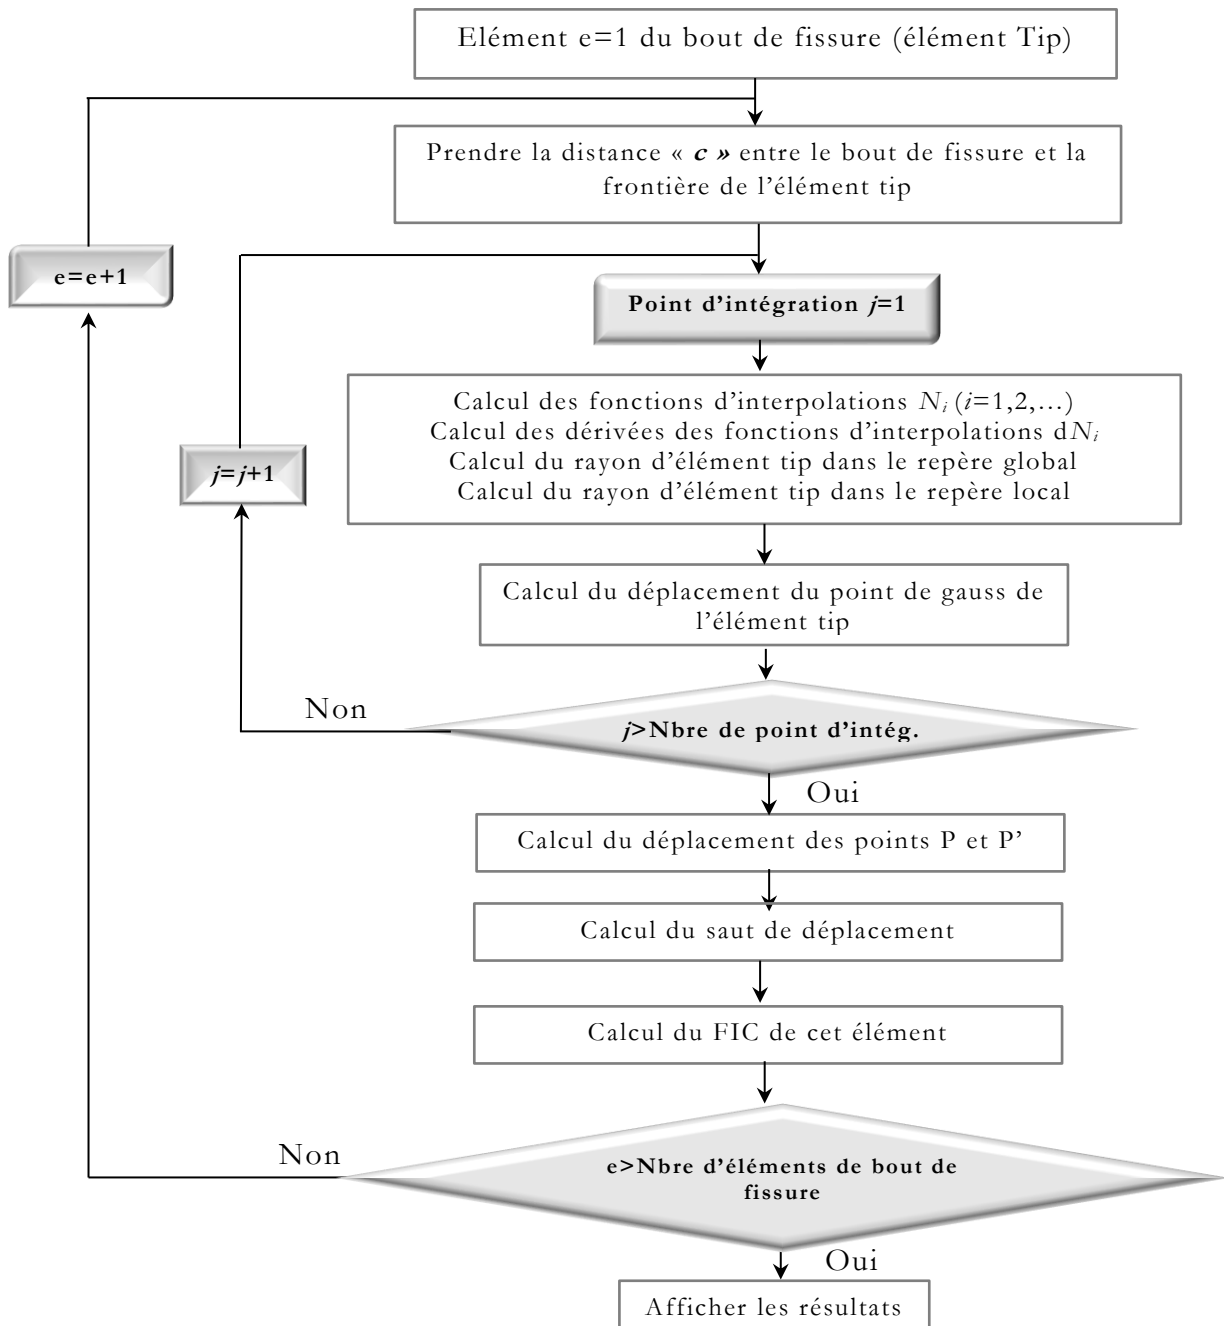 Elément e=1 du bout de fissure (élément Tip)
Prendre la distance « c » entre le bout de fissure et la
frontière de l’élément tip
e=e+1
Point d’intégration j=1
Calcul des fonctions d’interpolations Ni (i=1,2,…)
Calcul des dérivées des fonctions d’interpolations dNi
Calcul du rayon d’élément tip dans le repère global
Calcul du rayon d’élément tip dans le repère local
j=j+1
Calcul du déplacement du point de gauss de
l’élément tip
Non
j>Nbre de point d’intég.
Oui
Calcul du déplacement des points P et P’
Calcul du saut de déplacement
Calcul du FIC de cet élément
Non
e>Nbre d’éléments de bout de
fissure
Oui
Afficher les résultats